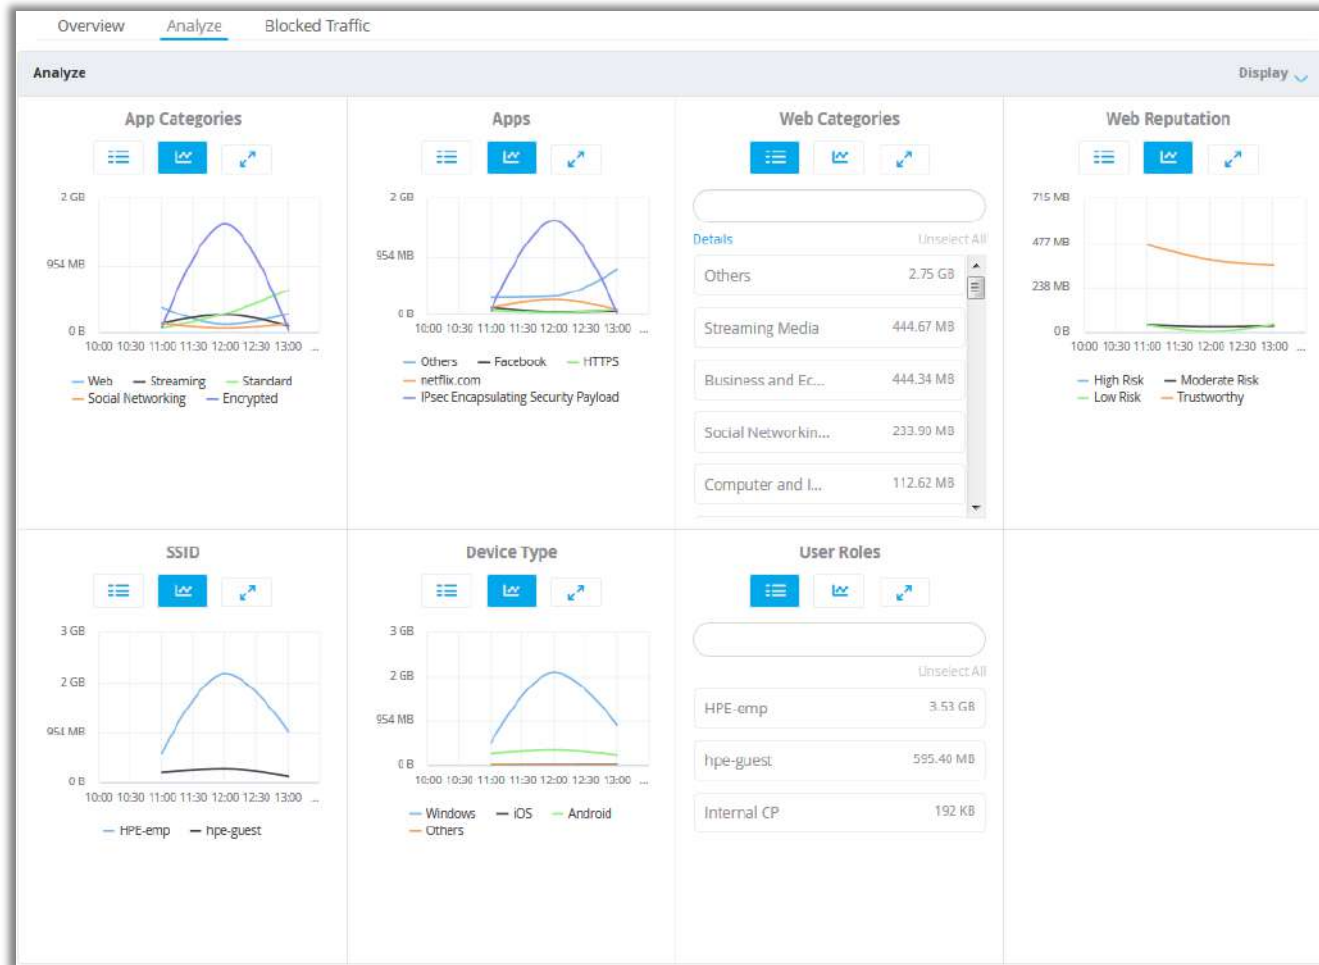 Overview Analyze Blocked Traffic
Analyze Display
App Categories
2 GB
954 MB
0 B
10:00 10:30 11:00 11:30 12:00 12:30 13:00 ...
Web Streaming Standard
Social Networking Encrypted
Apps
2 GB
954 MB
0 B
10:00 10:30 11:00 11:30 12:00 12:30 13:00 ...
Others Facebook HTTPS
netflix.com
IPsec Encapsulating Security Payload
Web Categories
Details Unselect All
Others 2.75 GB
Streaming Media 444.67 MB
Business and Ec... 444.34 MB
Social Networkin... 233.90 MB
Computer and I... 112.62 MB
Web Reputation
715 MB
477 MB
238 MB
0 B
10:00 10:30 11:00 11:30 12:00 12:30 13:00 ...
High Risk Moderate Risk
Low Risk Trustworthy
SSID
3 GB
2 GB
954 MB
0 B
10:00 10:30 11:00 11:30 12:00 12:30 13:00 ...
HPE-emp hpe-guest
Device Type
3 GB
2 GB
954 MB
0 B
10:00 10:30 11:00 11:30 12:00 12:30 13:00 ...
Windows iOS Android
Others
User Roles
Unselect All
HPE-emp 3.53 GB
hpe-guest 595.40 MB
Internal CP 192 KB